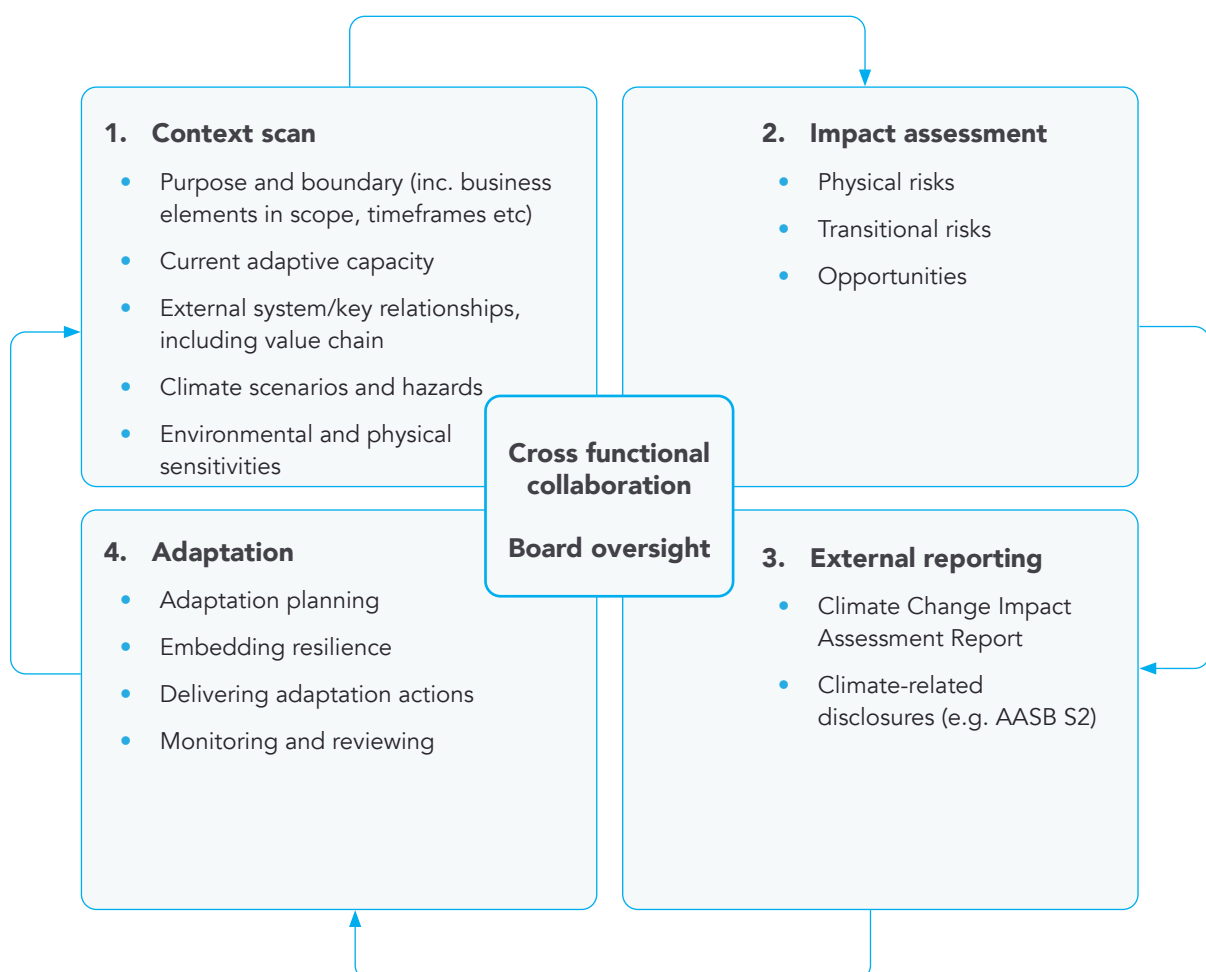 1. Context scan
• Purpose and boundary (inc. business
elements in scope, timeframes etc)
• Current adaptive capacity
• External system/key relationships,
including value chain
• Climate scenarios and hazards
• Environmental and physical
sensitivities
2. Impact assessment
• Physical risks
• Transitional risks
• Opportunities
Cross functional
collaboration
Board oversight
3. External reporting
• Climate Change Impact
Assessment Report
• Climate-related
disclosures (e.g. AASB S2)
4. Adaptation
• Adaptation planning
• Embedding resilience
• Delivering adaptation actions
• Monitoring and reviewing